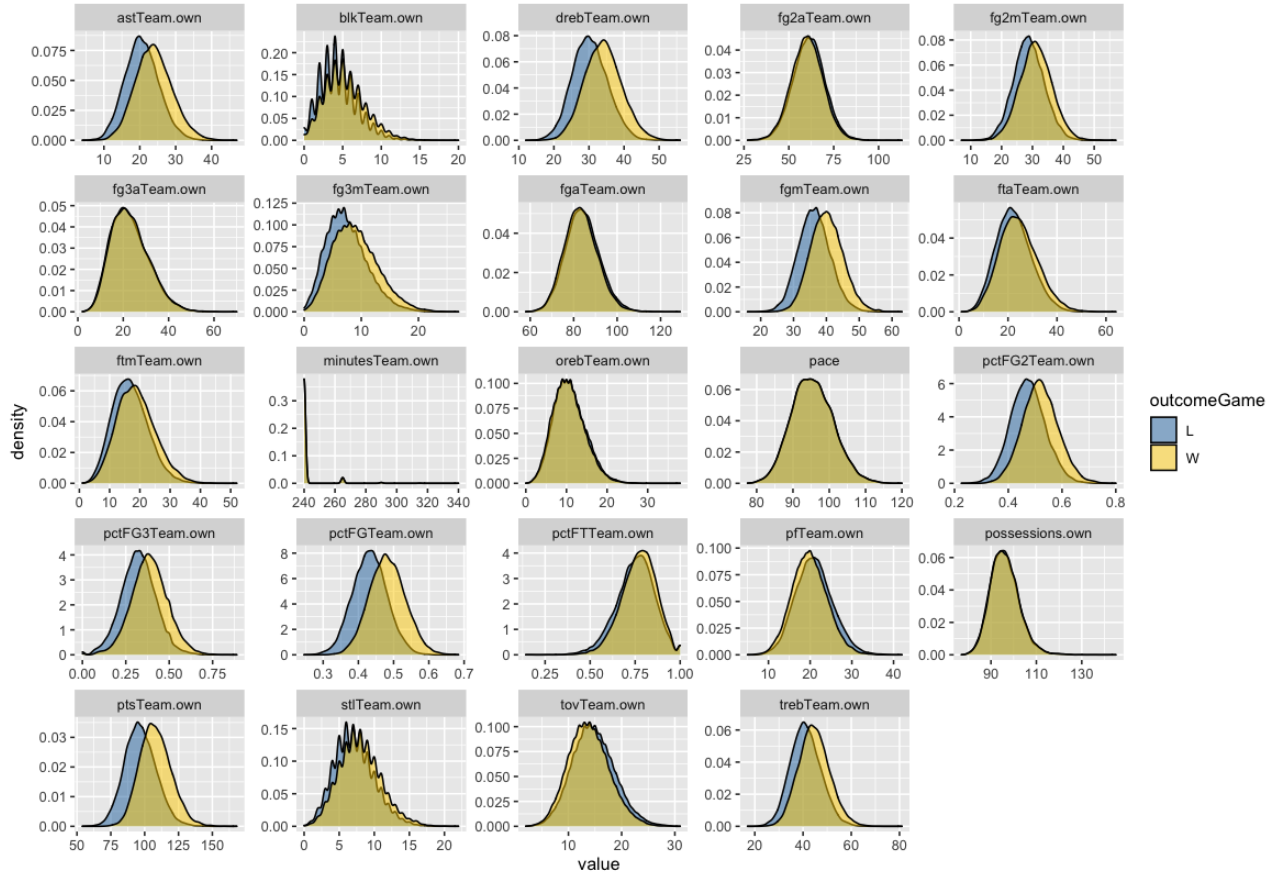 astTeam.own
blkTeam.own
drebTeam.own
fg2aTeam.own
fg2mTeam.own
0.075
0.050
0.025
0.000
10 20 30 40
0.20
0.15
0.10
0.05
0.00
0 5 10 15 20
0.08
0.06
0.04
0.02
0.00
10 20 30 40 50
0.04
0.03
0.02
0.01
0.00
25 50 75 100
0.08
0.06
0.04
0.02
0.00
10 20 30 40 50
fg3aTeam.own
fg3mTeam.own
fgaTeam.own
fgmTeam.own
ftaTeam.own
0.05
0.04
0.03
0.02
0.01
0.00
0 20 40 60
0.125
0.100
0.075
0.050
0.025
0.000
0 10 20
0.04
0.02
0.00
60 80 100 120
0.08
0.06
0.04
0.02
0.00
20 30 40 50 60
0.04
0.02
0.00
0 20 40 60
ftmTeam.own
minutesTeam.own
orebTeam.own
pace
pctFG2Team.own
0.06
0.04
0.02
0.00
0 10 20 30 40 50
0.3
0.2
0.1
0.0
240 260 280 300 320 340
0.100
0.075
0.050
0.025
0.000
0 10 20 30
0.06
0.04
0.02
0.00
80 90 100 110 120
6
4
2
0
0.2 0.4 0.6 0.8
pctFG3Team.own
pctFGTeam.own
pctFTTeam.own
pfTeam.own
possessions.own
4
3
2
1
0
0.00 0.25 0.50 0.75
8
6
4
2
0
0.3 0.4 0.5 0.6 0.7
4
3
2
1
0
0.25 0.50 0.75 1.00
0.100
0.075
0.050
0.025
0.000
10 20 30 40
0.06
0.04
0.02
0.00
90 110 130
ptsTeam.own
stlTeam.own
tovTeam.own
trebTeam.own
0.03
0.02
0.01
0.00
50 75 100 125 150
0.15
0.10
0.05
0.00
0 5 10 15 20
0.100
0.075
0.050
0.025
0.000
10 20 30
0.06
0.04
0.02
0.00
20 40 60 80
density
value
outcomeGame
L
W